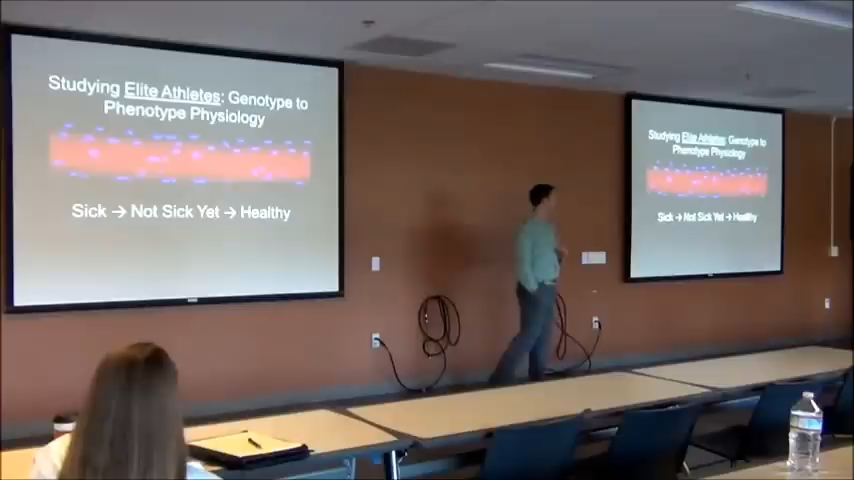 Studying Elite Athletes: Genotype to
Phenotype Physiology
Sick → Not Sick Yet → Healthy
Studying Elite Athletes: Genotype to
Phenotype Physiology
Sick → Not Sick Yet → Healthy